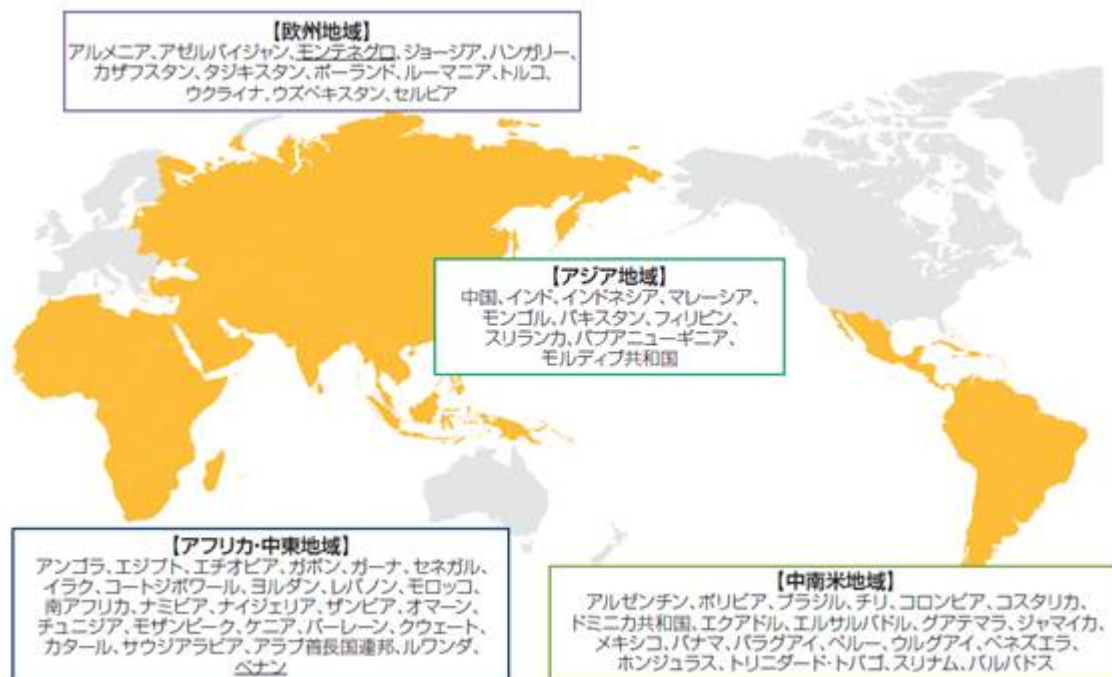 【欧州地域】
アルメニア、アゼルバイジャン、モンテネグロ、ジョージア、ハンガリー、
カザフスタン、タジキスタン、ポーランド、ルーマニア、トルコ、
ウクライナ、ウズベキスタン、セルビア
【アジア地域】
中国、インド、インドネシア、マレーシア、
モンゴル、パキスタン、フィリピン、
スリランカ、パプアニューギニア、
モルディブ共和国
【アフリカ・中東地域】
アンゴラ、エジプト、エチオピア、ガボン、ガーナ、セネガル、
イラク、コートジボワール、ヨルダン、レバノン、モロッコ、
南アフリカ、ナミビア、ナイジェリア、ザンビア、オマーン、
チュニジア、モザンビーク、ケニア、バーレーン、クウェート、
カタール、サウジアラビア、アラブ首長国連邦、ルワンダ、
ベナン
【中南米地域】
アルゼンチン、ボリビア、ブラジル、チリ、コロンビア、コスタリカ、
ドミニカ共和国、エクアドル、エルサルバドル、グアテマラ、ジャマイカ、
メキシコ、パナマ、パラグアイ、ペルー、ウルグアイ、ベネズエラ、
ホンジュラス、トリニダード・トバゴ、スリナム、バルバドス